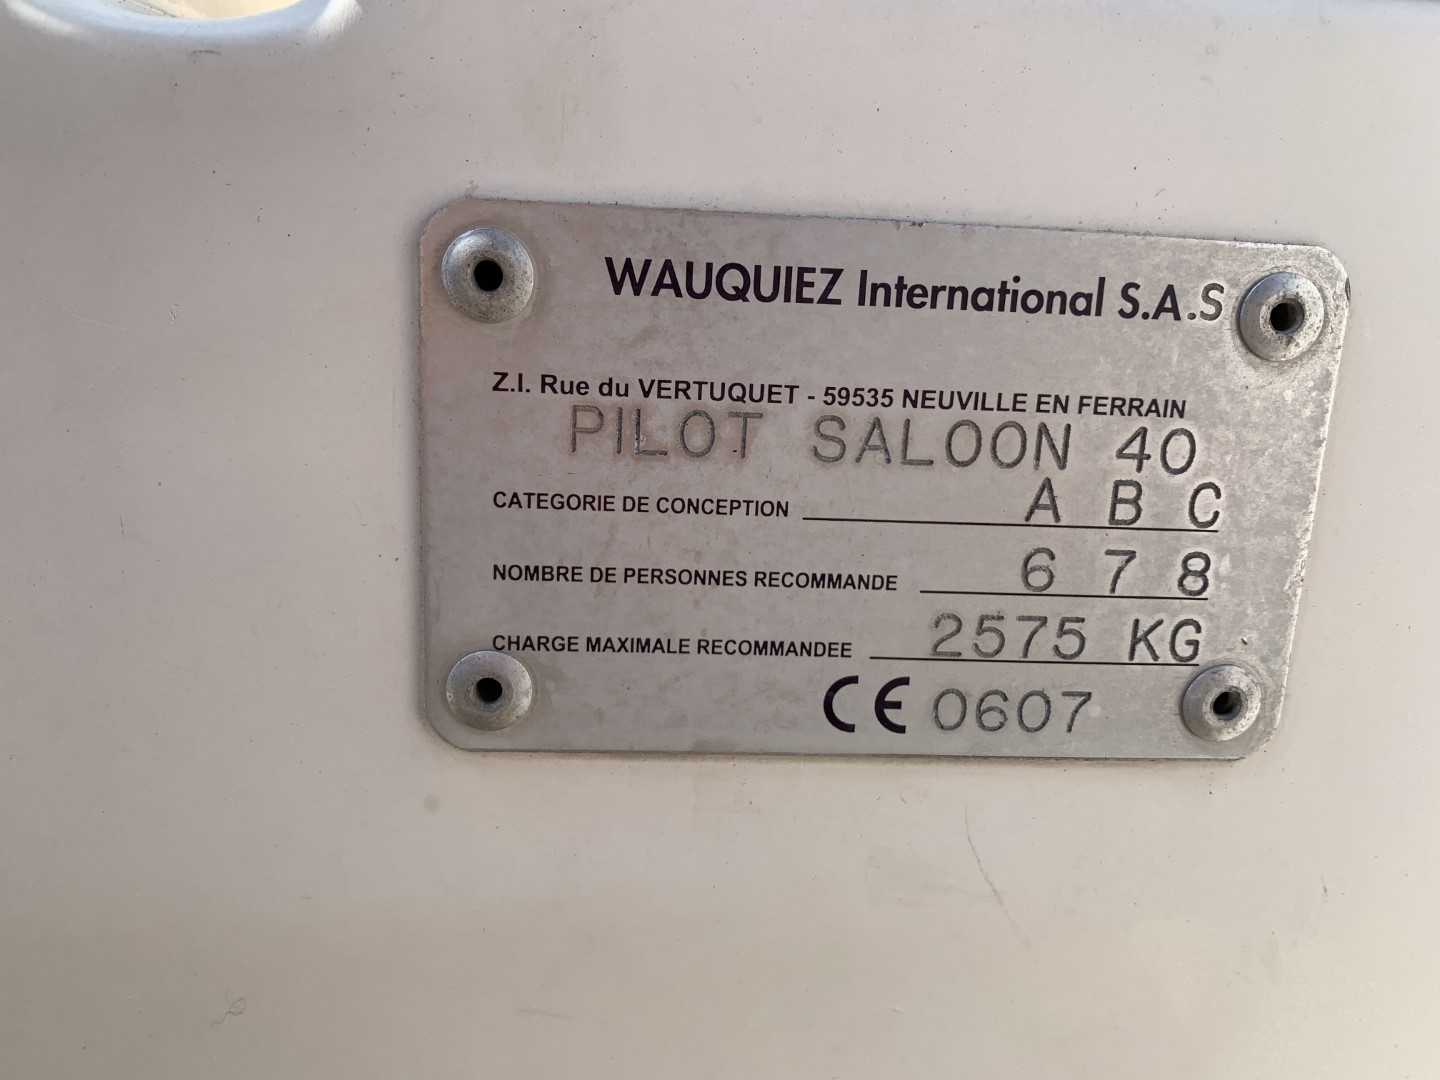 WAUQUIEZ International S.A.S
Z.I. Rue du VERTUQUET - 59535 NEUVILLE EN FERRAIN
PILOT SALOON 40
CATEGORIE DE CONCEPTION A B C
NOMBRE DE PERSONNES RECOMMANDE 6 7 8
CHARGE MAXIMALE RECOMMANDEE 2575 KG
CE 0607